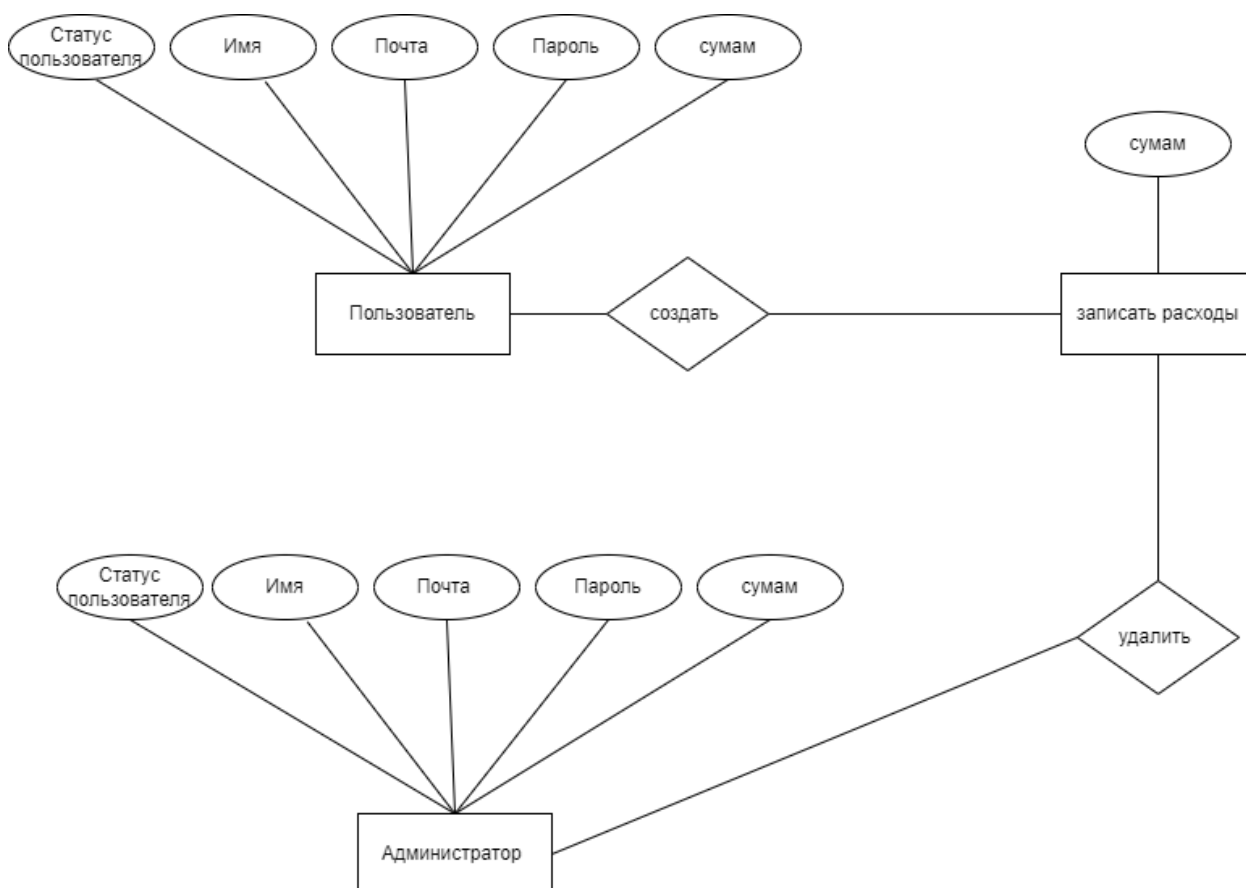 Статус
пользователя
Имя
Почта
Пароль
сумам
сумам
Пользователь
создать
записать расходы
Статус
пользователя
Имя
Почта
Пароль
сумам
удалить
Администратор